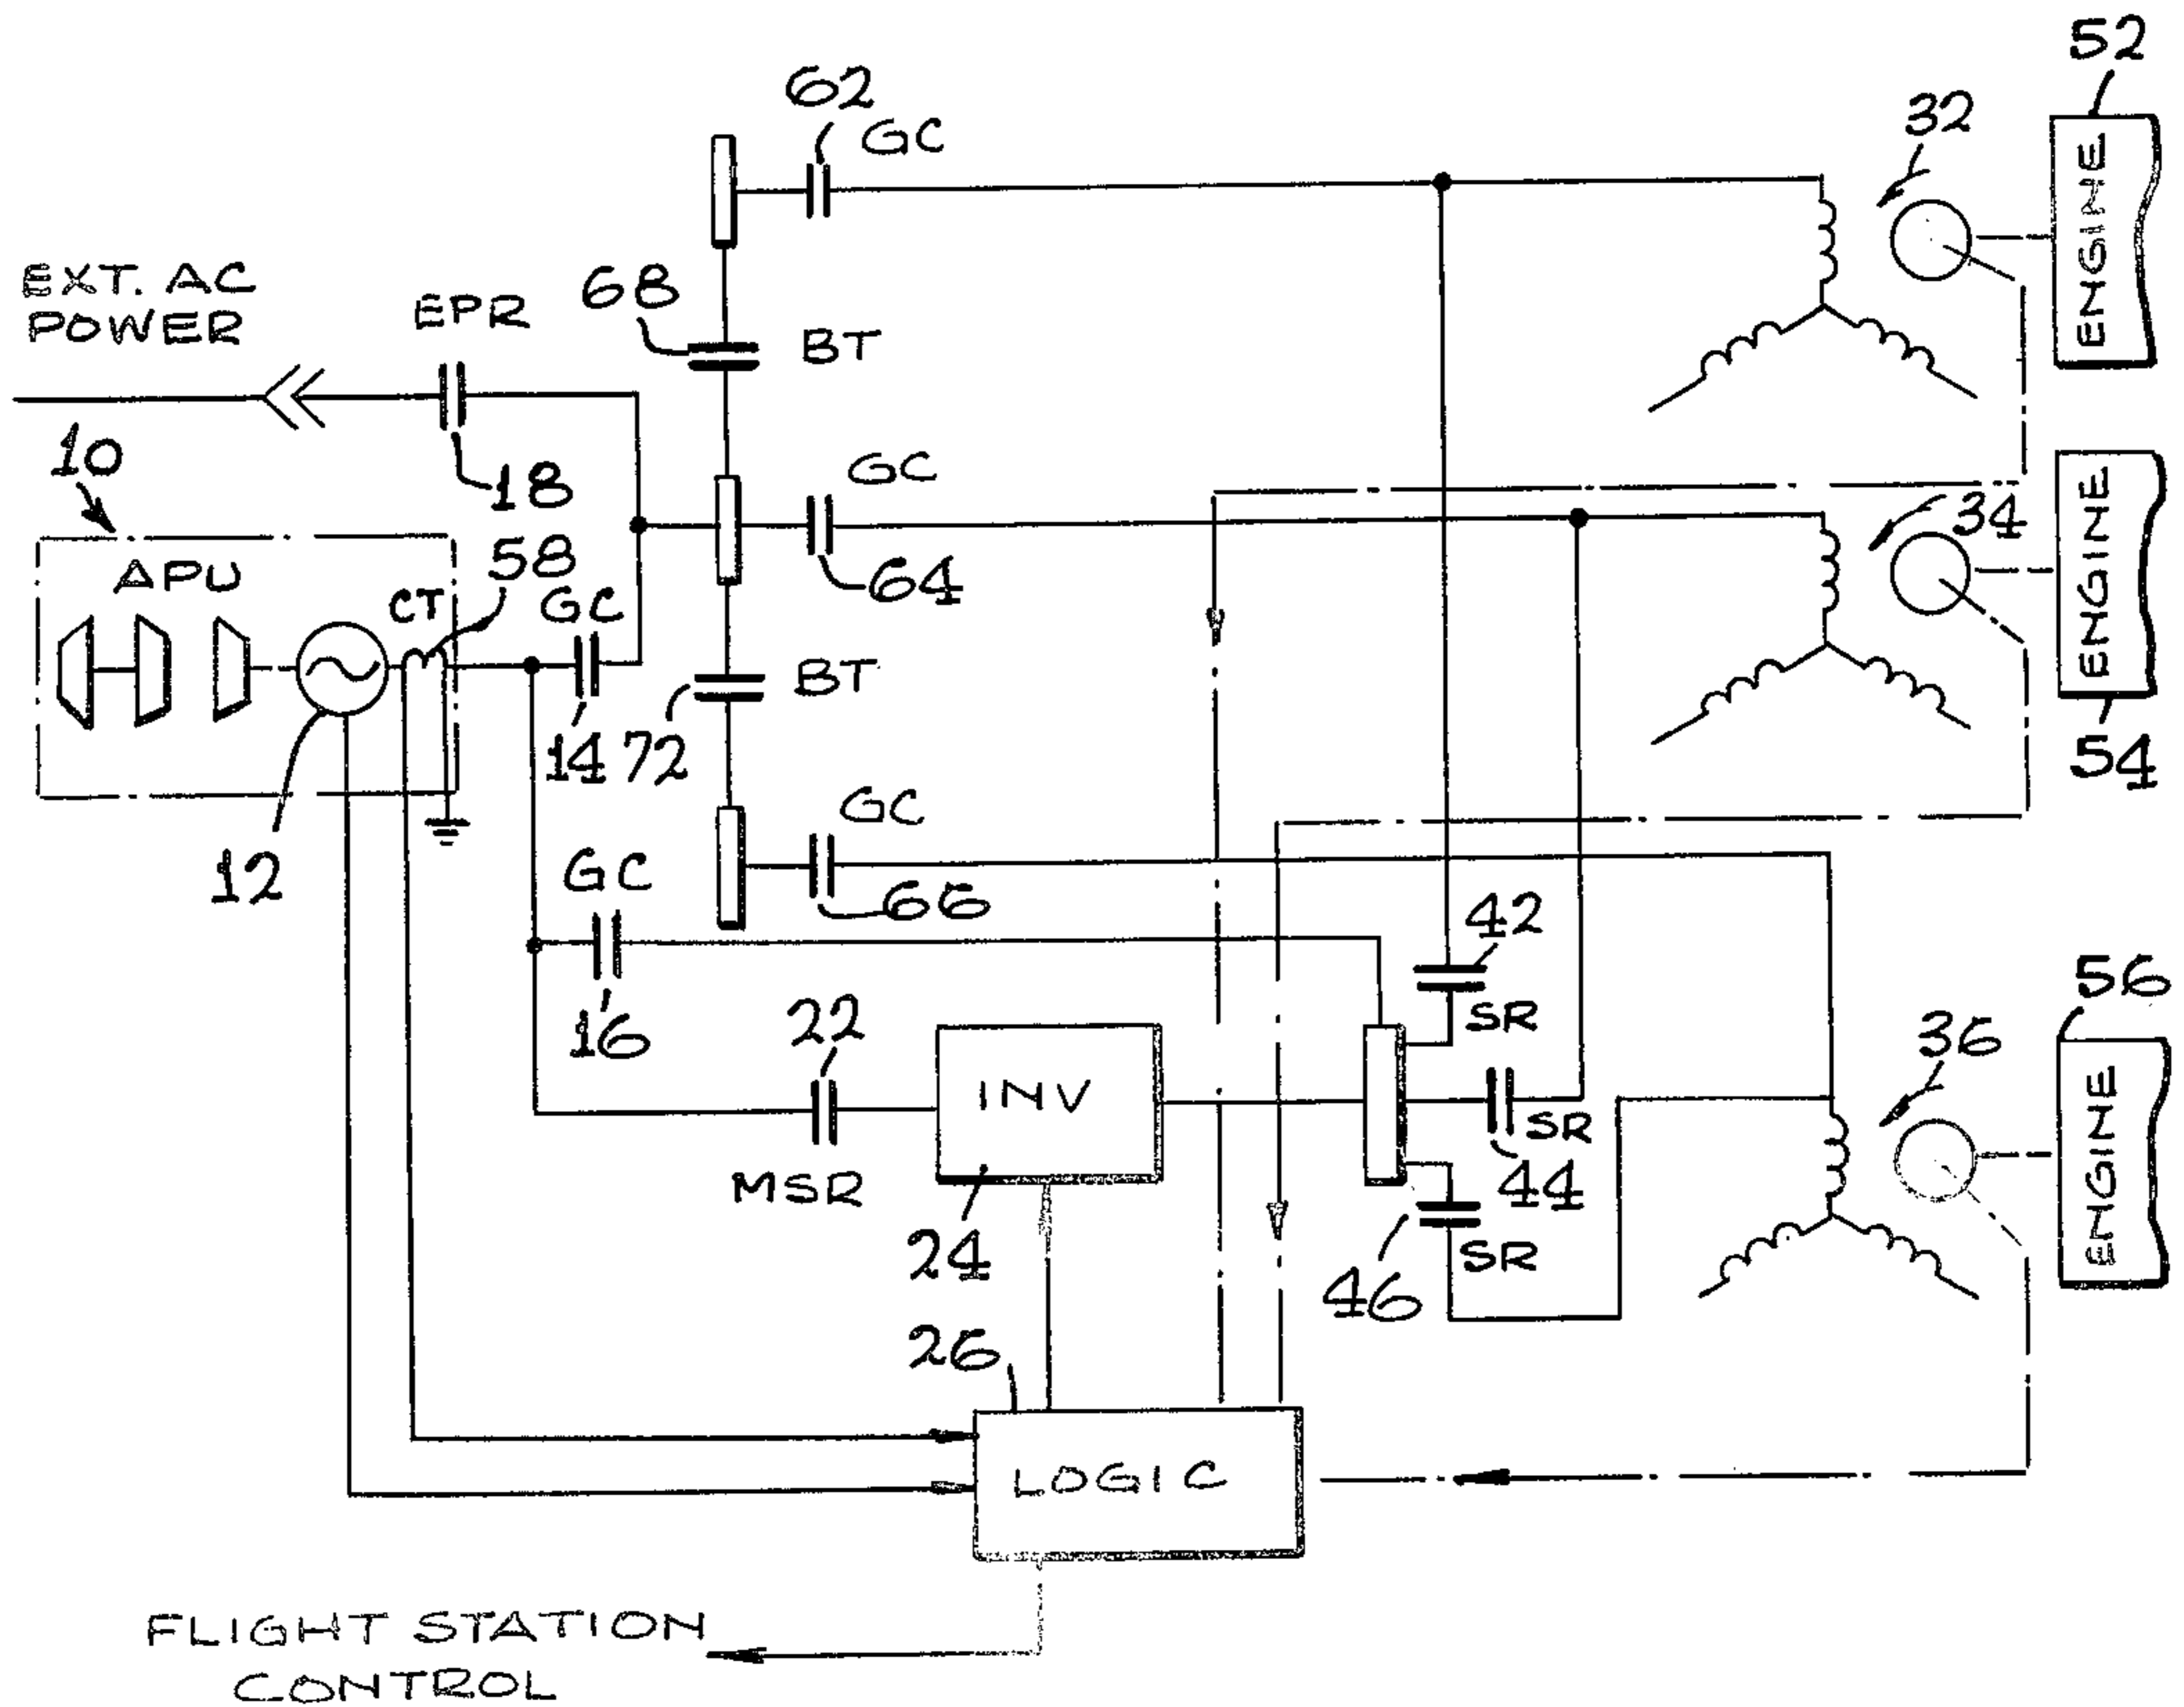 52
62
GC
32
ENGINE
EXT. AC
POWER
EPR
68
BT
10
18
GC
34
ENGINE
APU
58
CT
GC
64
14
72
BT
54
12
GC
66
GC
42
56
16
22
SR
36
INV
SR
ENGINE
MSR
44
24
SR
46
26
LOGIC
FLIGHT STATION
CONTROL